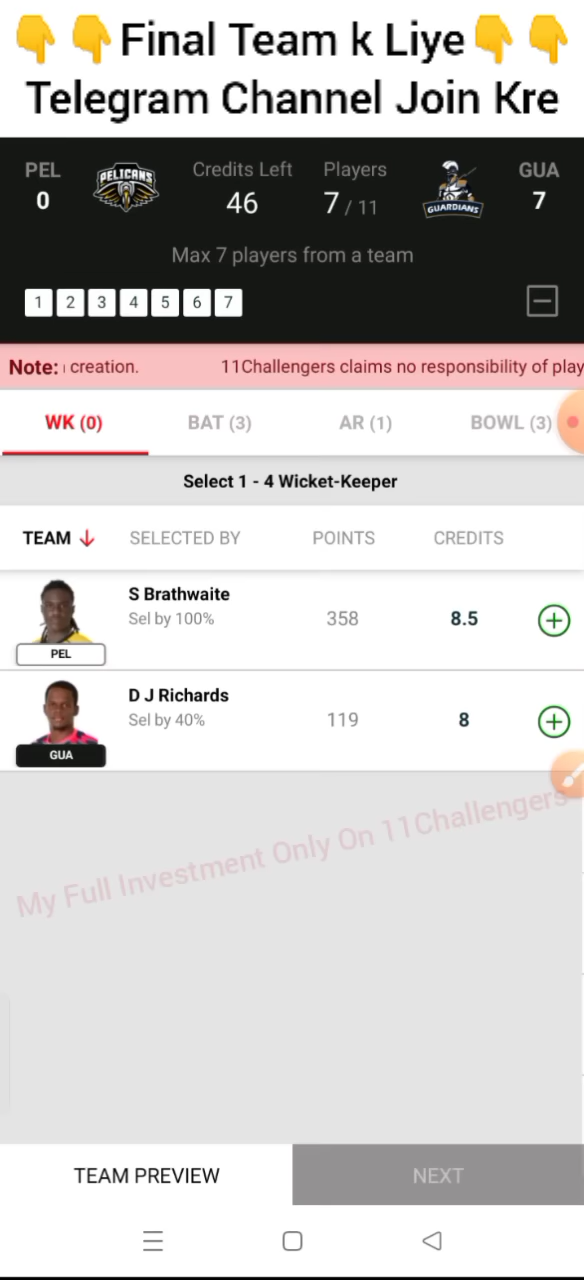 👇 👇Final Team k Liye👇 👇
Telegram Channel Join Kre
PEL
0
PELICANS
Credits Left
46
Players
7 / 11
GUARDIANS
GUA
7
Max 7 players from a team
1 2 3 4 5 6 7
Note: creation. 11Challengers claims no responsibility of play
WK (0) BAT (3) AR (1) BOWL (3)
Select 1 - 4 Wicket-Keeper
TEAM ↓ SELECTED BY POINTS CREDITS
S Brathwaite
Sel by 100% 358 8.5
PEL
D J Richards
Sel by 40% 119 8
GUA
My Full Investment Only On 11Challengers
TEAM PREVIEW NEXT